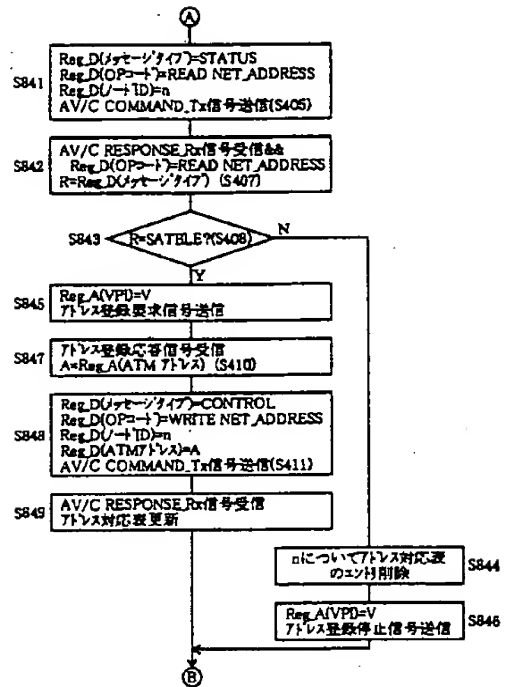 A
S841
Reg_D(メッセージタイプ)=STATUS
Reg_D(OPコード)=READ NET_ADDRESS
Reg_D(ノードID)=n
AV/C COMMAND_Tx信号送信(S405)
S842
AV/C RESPONSE_Rx信号受信&&
Reg_D(OPコード)=READ NET_ADDRESS
R=Reg_D(メッセージタイプ) (S407)
S843
R=SATBLE?(S408)
N
Y
S845
Reg_A(VPI)=V
アドレス登録要求信号送信
S847
アドレス登録応答信号受信
A=Reg_A(ATM アドレス) (S410)
S848
Reg_D(メッセージタイプ)=CONTROL
Reg_D(OPコード)=WRITE NET_ADDRESS
Reg_D(ノードID)=n
Reg_D(ATMアドレス)=A
AV/C COMMAND_Tx信号送信(S411)
S849
AV/C RESPONSE_Rx信号受信
アドレス対応表更新
nについてアドレス対応表
のエントリ削除
S844
Reg_A(VPI)=V
アドレス登録停止信号送信
S846
B